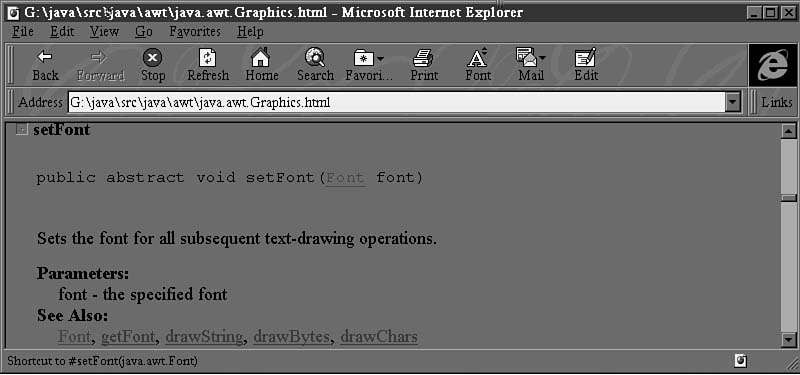 G:\java\src\java\awt\java.awt.Graphics.html - Microsoft Internet Explorer
File Edit View Go Favorites Help
Back Forward Stop Refresh Home Search Favori... Print Font Mail Edit
Address G:\java\src\java\awt\java.awt.Graphics.html Links
setFont
public abstract void setFont(Font font)
Sets the font for all subsequent text-drawing operations.
Parameters:
font - the specified font
See Also:
Font, getFont, drawString, drawBytes, drawChars
Shortcut to #setFont(java.awt.Font)